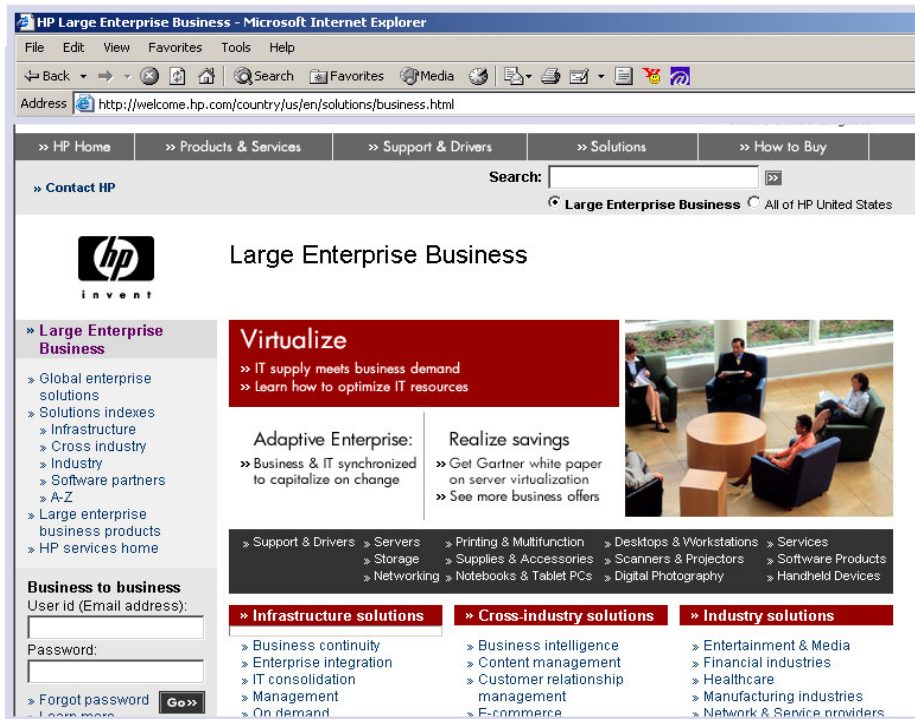 HP Large Enterprise Business - Microsoft Internet Explorer
File Edit View Favorites Tools Help
Back Search Favorites Media
Address http://welcome.hp.com/country/us/en/solutions/business.html
» HP Home » Products & Services » Support & Drivers » Solutions » How to Buy
» Contact HP
Search: »
Large Enterprise Business All of HP United States
hp
invent
Large Enterprise Business
» Large Enterprise
Business
» Global enterprise
solutions
» Solutions indexes
» Infrastructure
» Cross industry
» Industry
» Software partners
» A-Z
» Large enterprise
business products
» HP services home
Business to business
User id (Email address):
Password:
» Forgot password Go»
» Learn more
Virtualize
» IT supply meets business demand
» Learn how to optimize IT resources
Adaptive Enterprise:
» Business & IT synchronized
to capitalize on change
Realize savings
» Get Gartner white paper
on server virtualization
» See more business offers
» Support & Drivers » Servers » Printing & Multifunction » Desktops & Workstations » Services
» Storage » Supplies & Accessories » Scanners & Projectors » Software Products
» Networking » Notebooks & Tablet PCs » Digital Photography » Handheld Devices
» Infrastructure solutions
» Business continuity
» Enterprise integration
» IT consolidation
» Management
» On demand
» Cross-industry solutions
» Business intelligence
» Content management
» Customer relationship
management
» E-commerce
» Industry solutions
» Entertainment & Media
» Financial industries
» Healthcare
» Manufacturing industries
» Network & Service providers